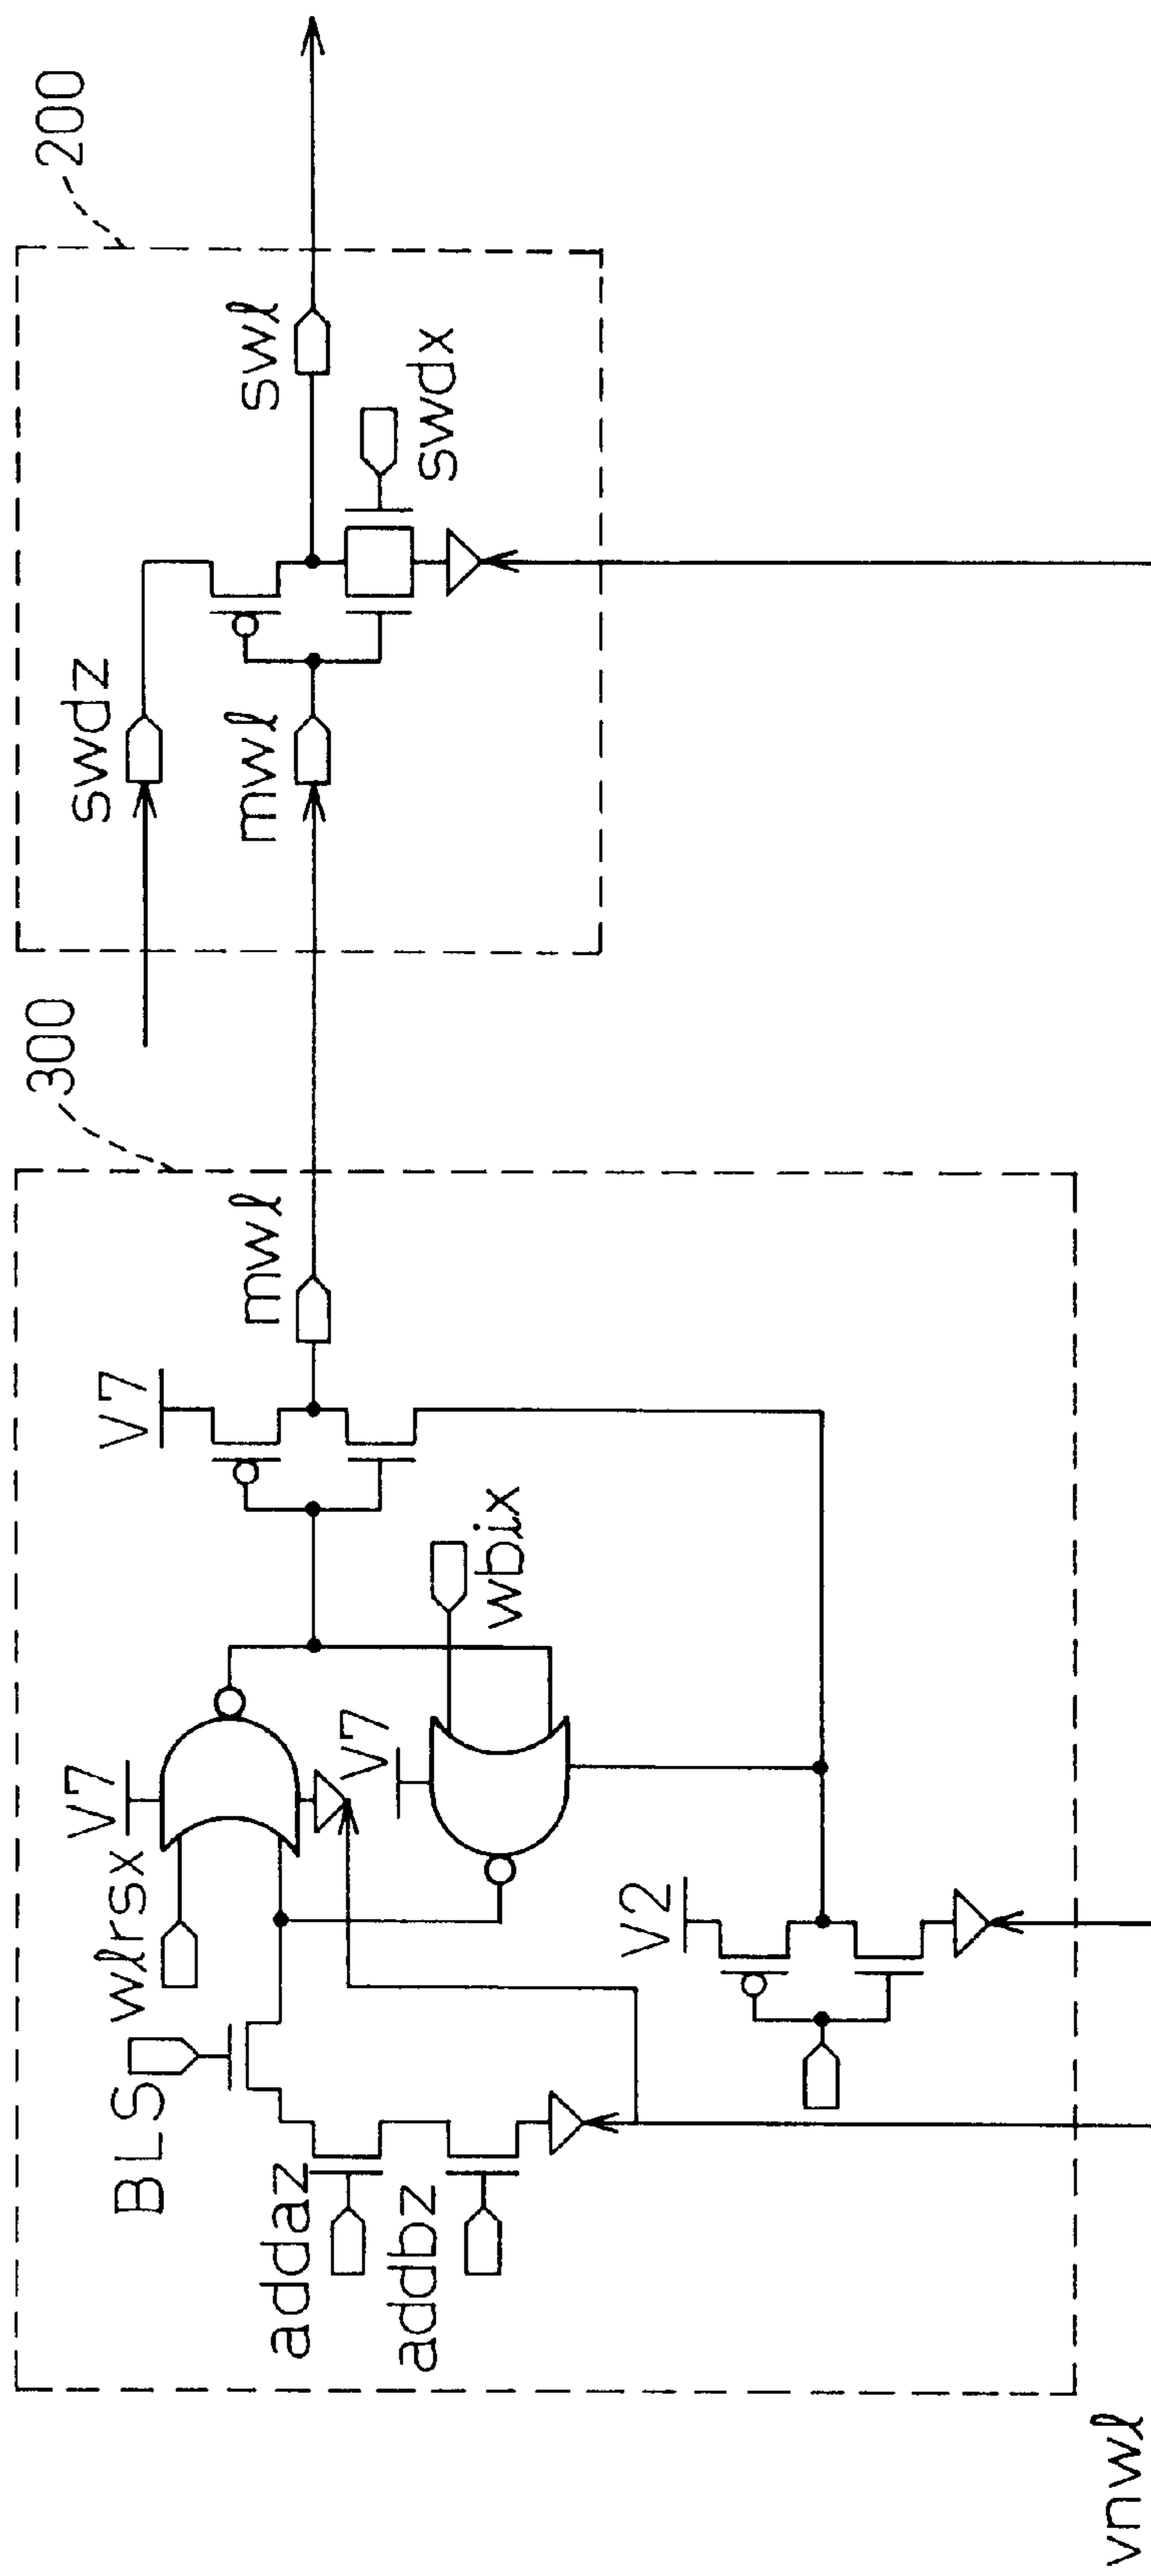 200
300
swdz
mwl
swl
swdx
mwl
V7
V7
wlrsx
V7
wbix
BLS
addaz
addbz
V2
vnwl